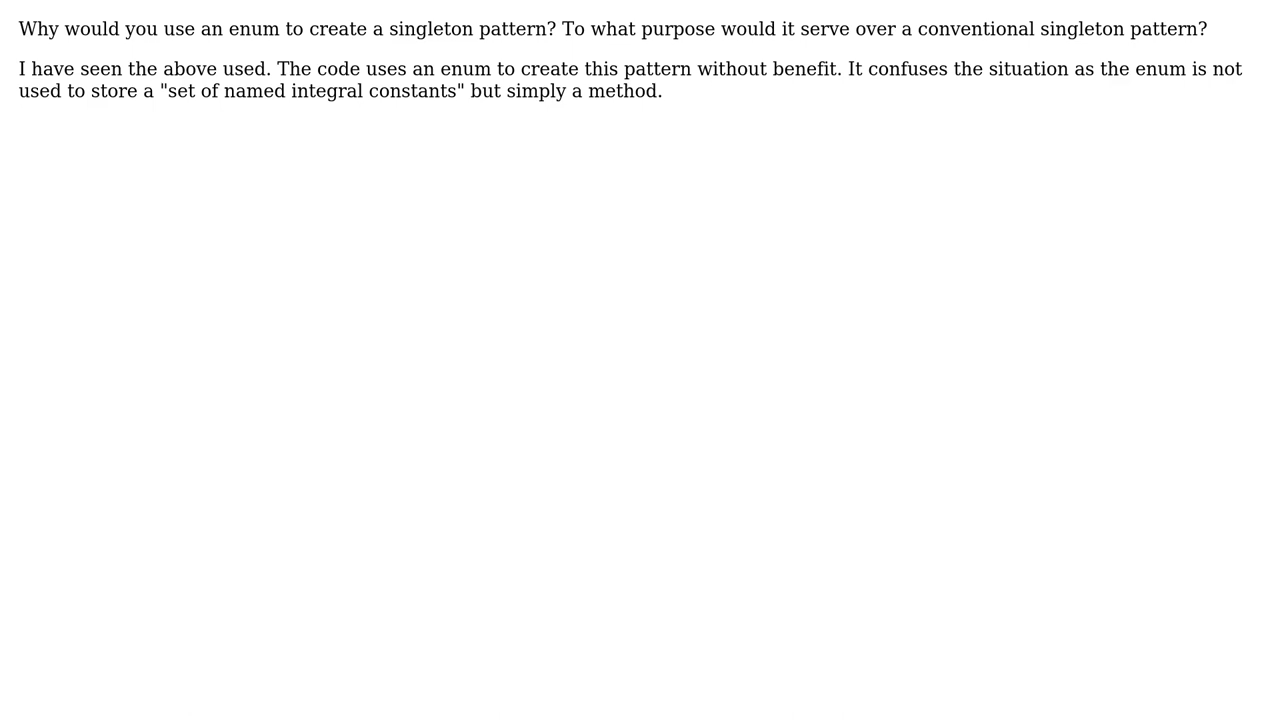 Why would you use an enum to create a singleton pattern? To what purpose would it serve over a conventional singleton pattern?
I have seen the above used. The code uses an enum to create this pattern without benefit. It confuses the situation as the enum is not
used to store a "set of named integral constants" but simply a method.